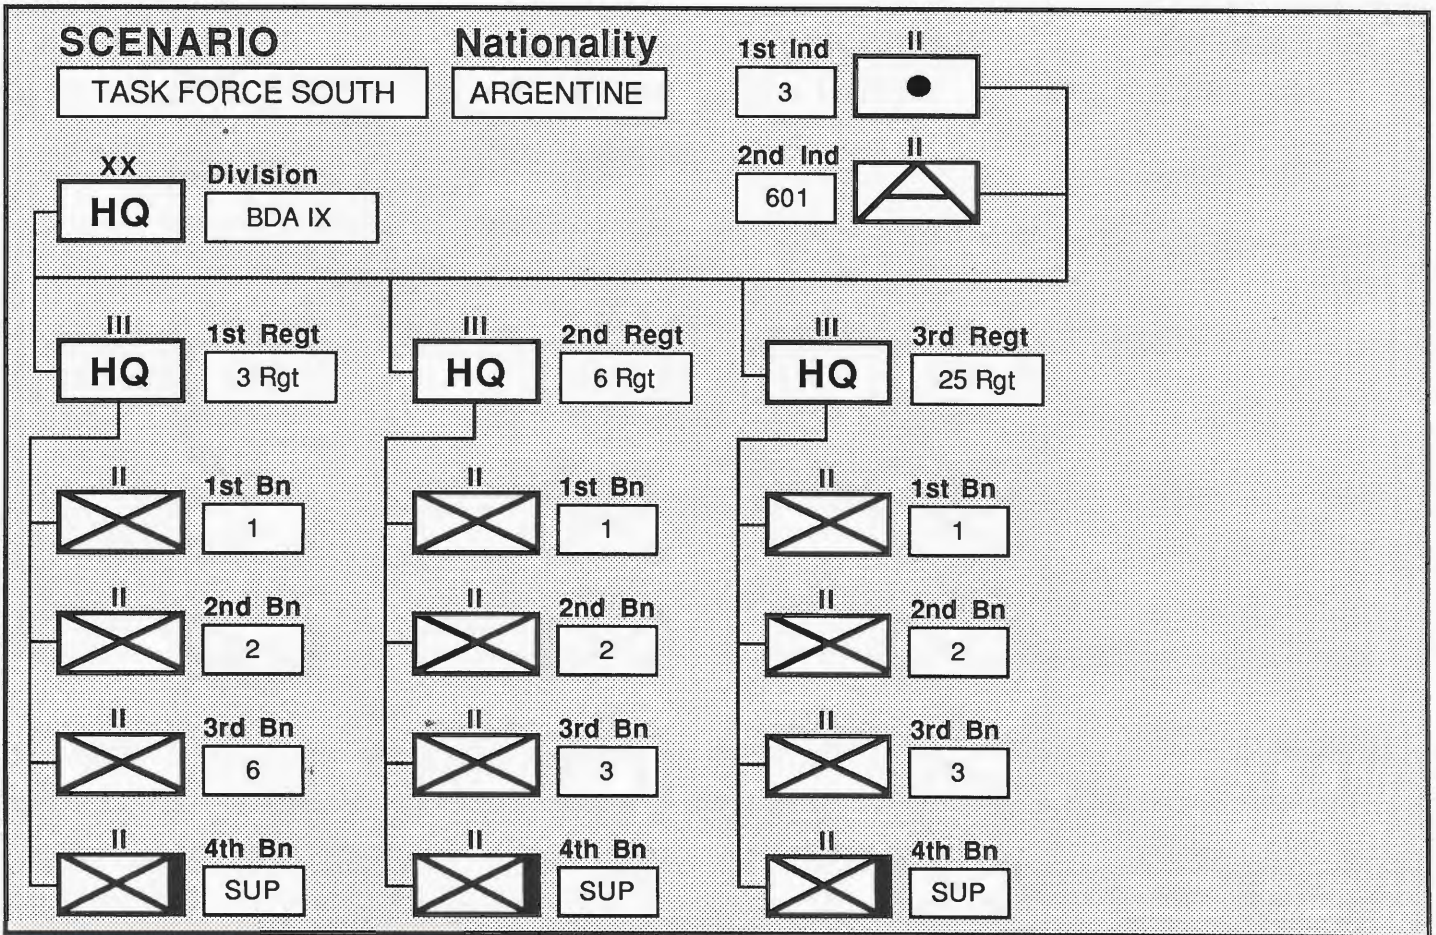 SCENARIO
TASK FORCE SOUTH
Nationality
ARGENTINE
1st Ind
3
II
2nd Ind
601
II
XX
HQ
Division
BDA IX
III
HQ
1st Regt
3 Rgt
III
HQ
2nd Regt
6 Rgt
III
HQ
3rd Regt
25 Rgt
II
1st Bn
1
II
1st Bn
1
II
1st Bn
1
II
2nd Bn
2
II
2nd Bn
2
II
2nd Bn
2
II
3rd Bn
6
II
3rd Bn
3
II
3rd Bn
3
II
4th Bn
SUP
II
4th Bn
SUP
II
4th Bn
SUP